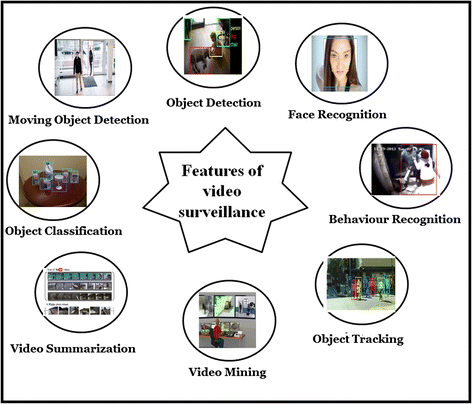 Object Detection
Moving Object Detection
Face Recognition
Features of
video
surveillance
Object Classification
Behaviour Recognition
Video Summarization
Video Mining
Object Tracking